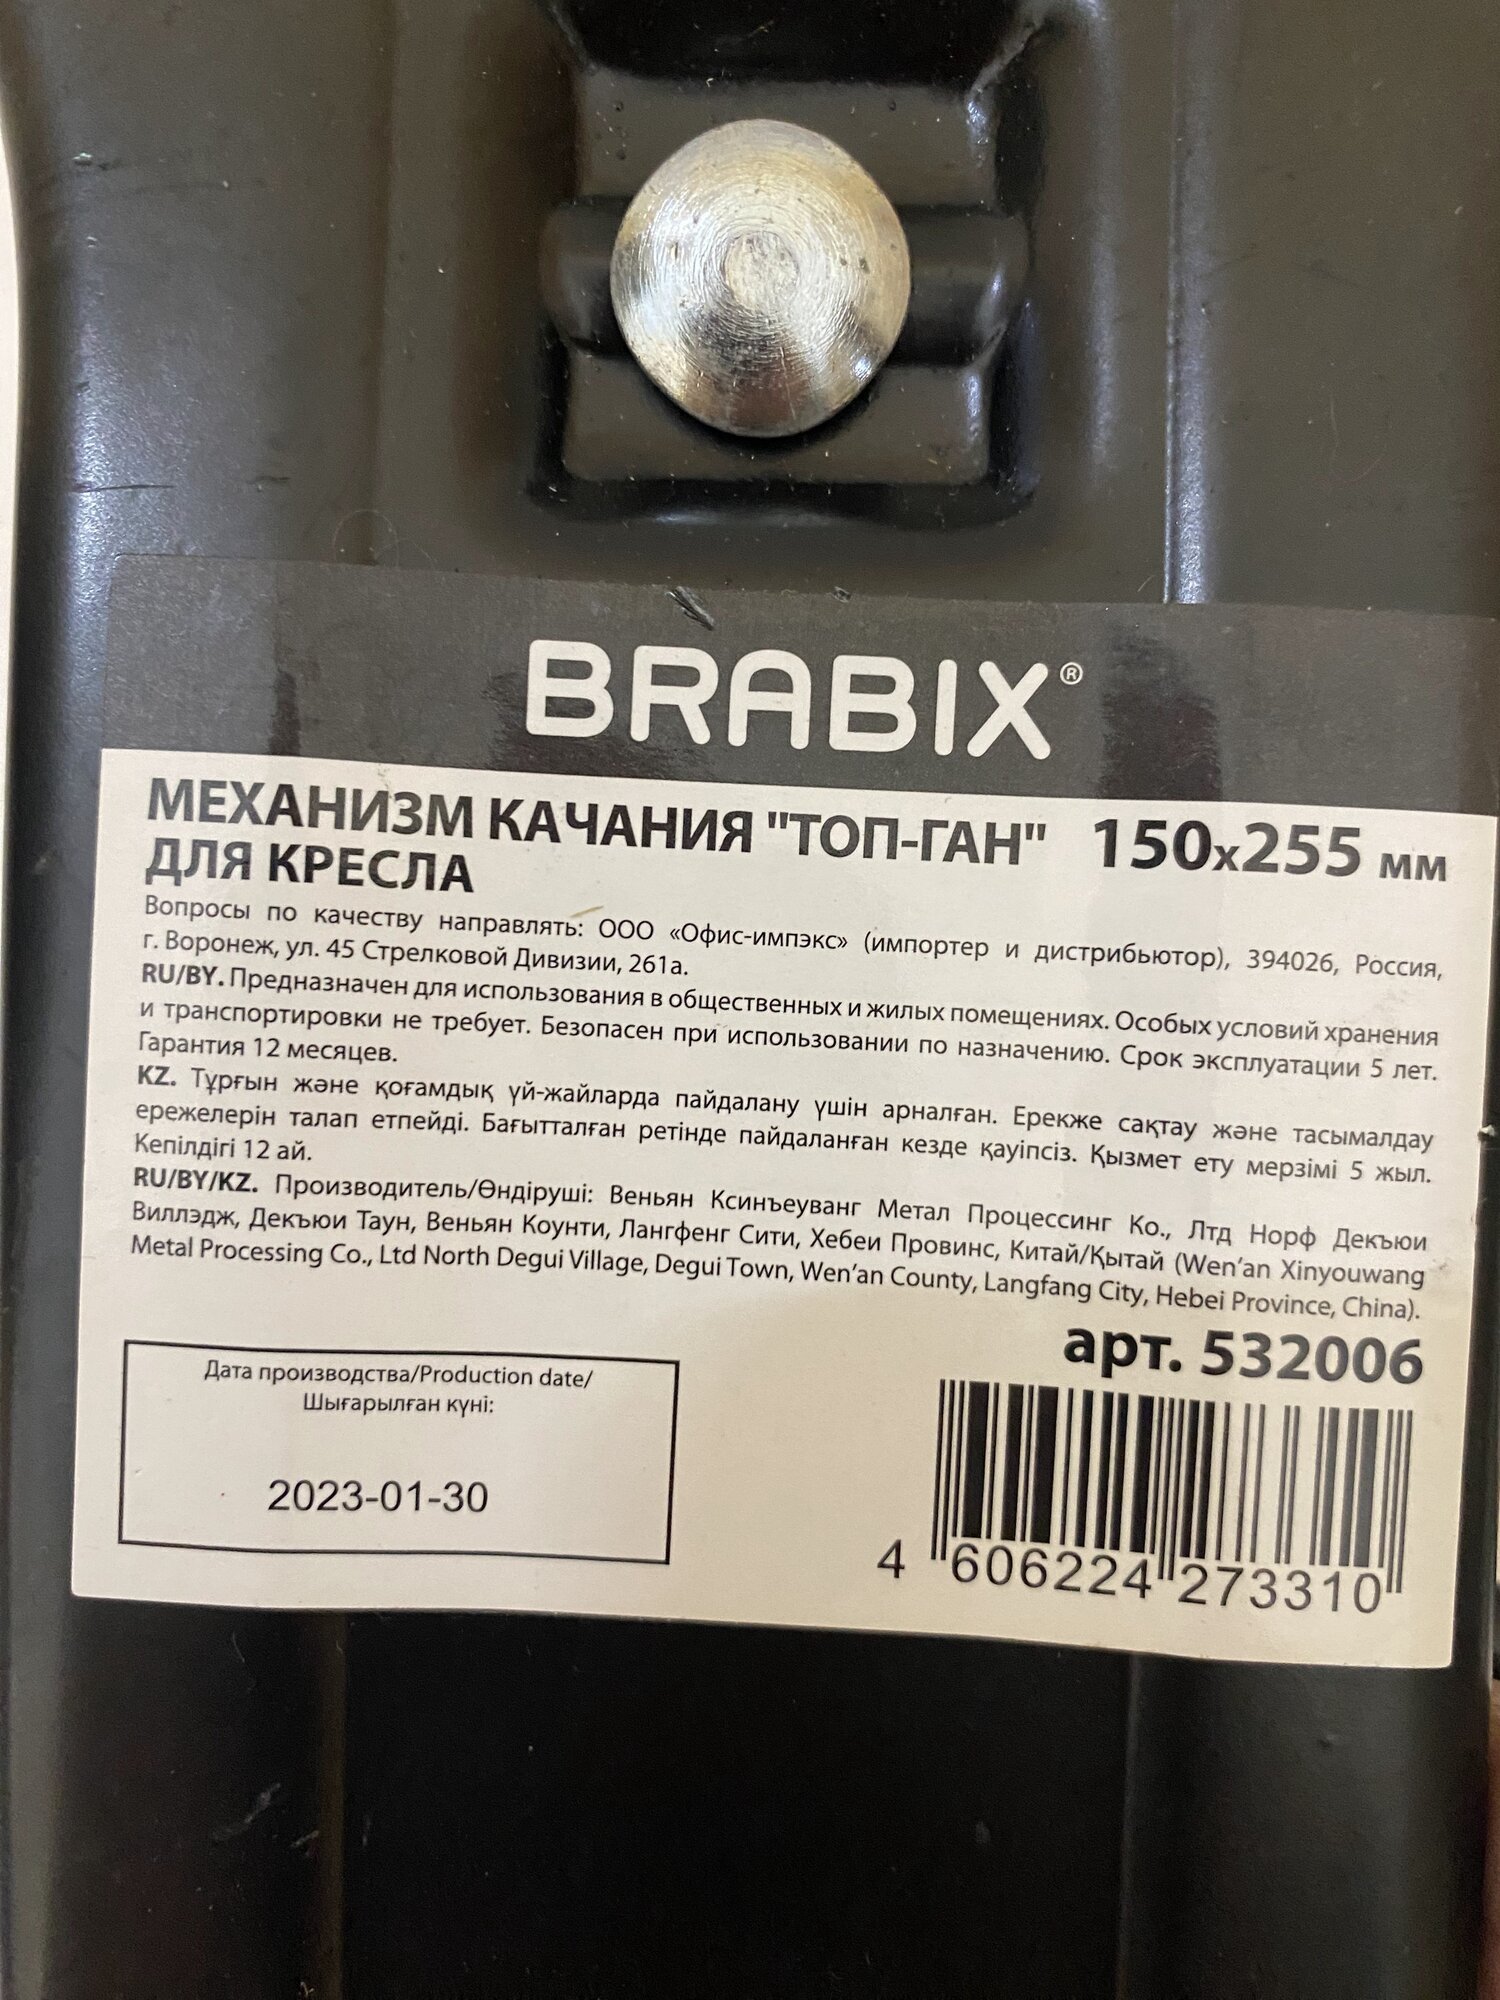 BRABIX®
МЕХАНИЗМ КАЧАНИЯ "ТОП-ГАН" 150х255 мм
ДЛЯ КРЕСЛА
Вопросы по качеству направлять: ООО «Офис-импэкс» (импортер и дистрибьютор), 394026, Россия,
г. Воронеж, ул. 45 Стрелковой Дивизии, 261а.
RU/BY. Предназначен для использования в общественных и жилых помещениях. Особых условий хранения
и транспортировки не требует. Безопасен при использовании по назначению. Срок эксплуатации 5 лет.
Гарантия 12 месяцев.
KZ. Тұрғын және қоғамдық үй-жайларда пайдалану үшін арналған. Ерекже сақтау және тасымалдау
ережелерін талап етпейді. Бағытталған ретінде пайдаланған кезде қауіпсіз. Қызмет ету мерзімі 5 жыл.
Кепілдігі 12 ай.
RU/BY/KZ. Производитель/Өндіруші: Веньян Ксинъеуванг Метал Процессинг Ко., Лтд Норф Декъюи
Виллэдж, Декъюи Таун, Веньян Коунти, Лангфенг Сити, Хебеи Провинс, Китай/Қытай (Wen'an Xinyouwang
Metal Processing Co., Ltd North Degui Village, Degui Town, Wen'an County, Langfang City, Hebei Province, China).
арт. 532006
Дата производства/Production date/
Шығарылған күні:
2023-01-30
4 606224 273310